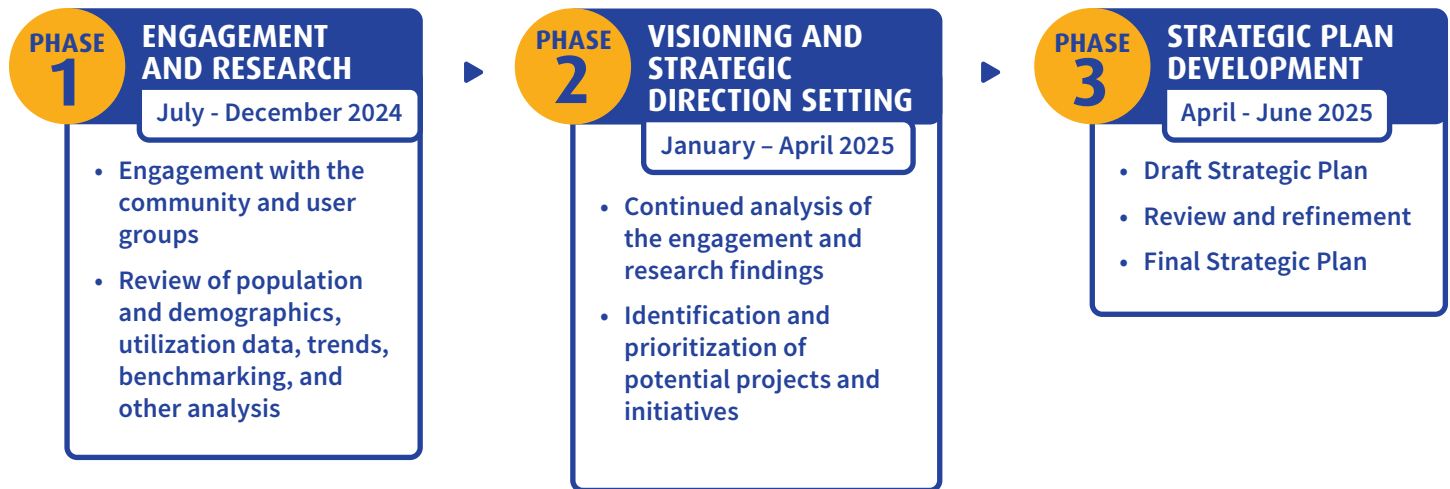 PHASE
1
ENGAGEMENT
AND RESEARCH
July - December 2024
• Engagement with the
community and user
groups
• Review of population
and demographics,
utilization data, trends,
benchmarking, and
other analysis
PHASE
2
VISIONING AND
STRATEGIC
DIRECTION SETTING
January – April 2025
• Continued analysis of
the engagement and
research findings
• Identification and
prioritization of
potential projects and
initiatives
PHASE
3
STRATEGIC PLAN
DEVELOPMENT
April - June 2025
• Draft Strategic Plan
• Review and refinement
• Final Strategic Plan